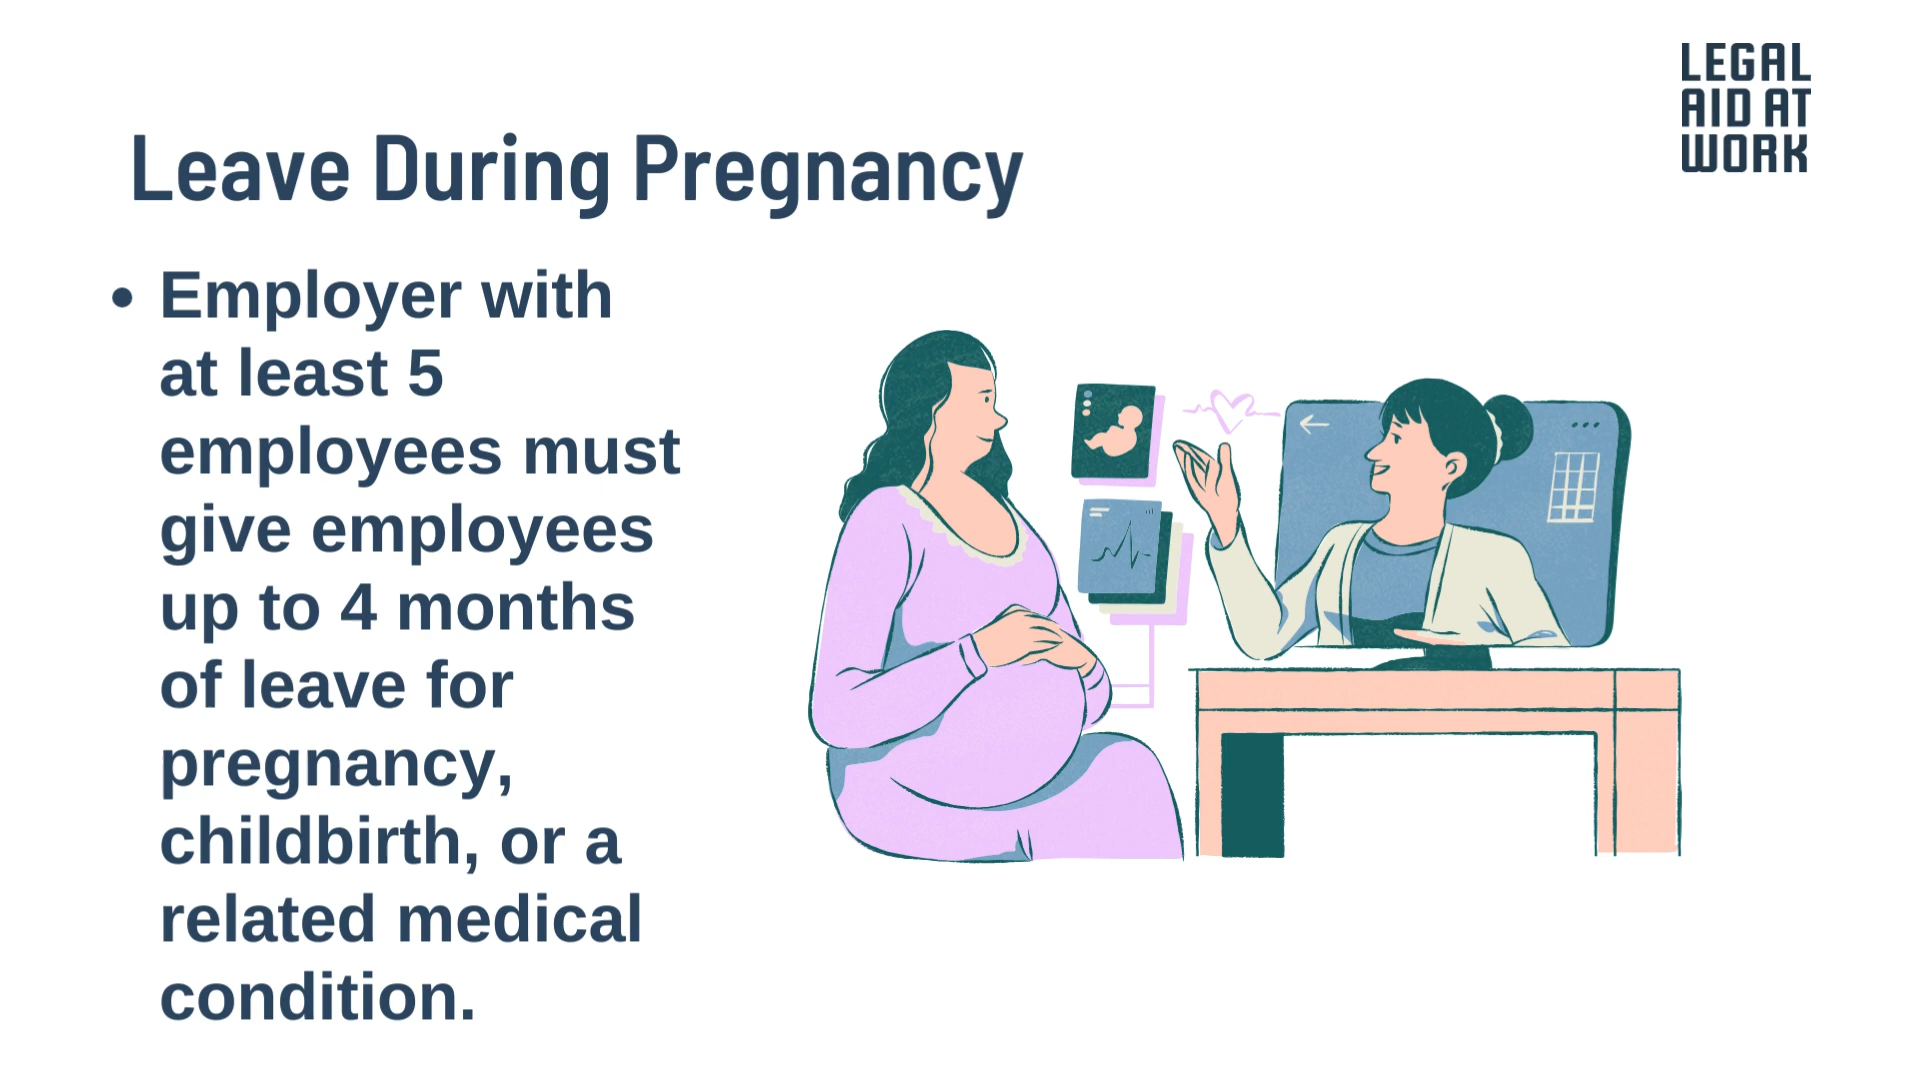 LEGAL
AID AT
WORK
Leave During Pregnancy
• Employer with
at least 5
employees must
give employees
up to 4 months
of leave for
pregnancy,
childbirth, or a
related medical
condition.